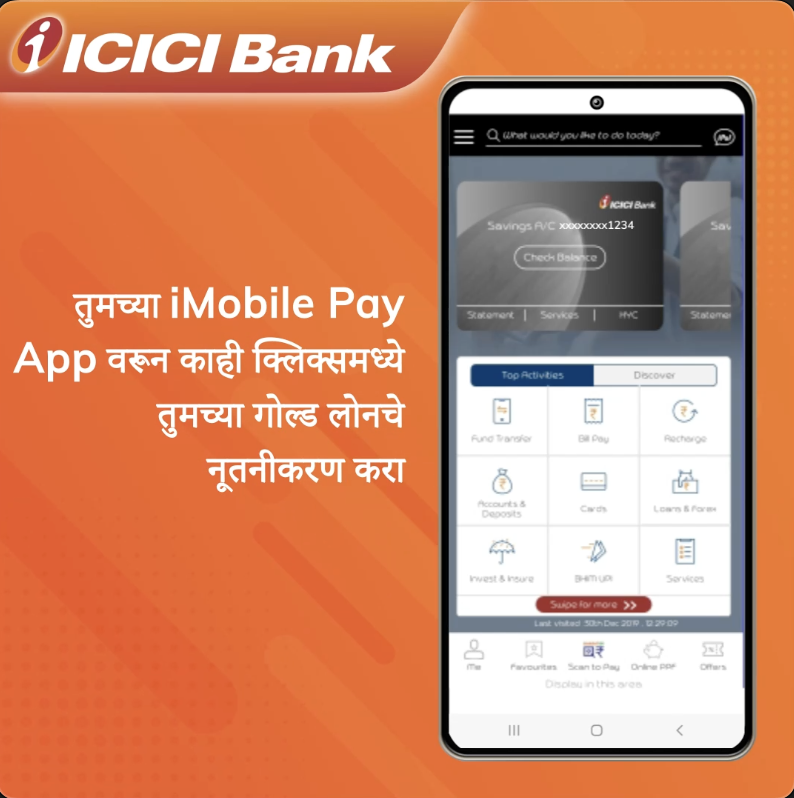 ICICI Bank
तुमच्या iMobile Pay
App वरून काही क्लिक्समध्ये
तुमच्या गोल्ड लोनचे
नूतनीकरण करा
What would you like to do today?
iPal
ICICI Bank
Savings A/C xxxxxxxx1234
Sav
Check Balance
Statement | Services |
Stateme
Top Activities
Discover
Fund Transfer
Bill Pay
Recharge
Accounts &
Deposits
Cards
Loans & Forex
Invest & Insure
BHIM UPI
Services
Swipe for more
Last visited :30th Dec 2019 , 12:29:09
Me
Favourites
Scan to Pay
Online PPF
Offers
Display in this area